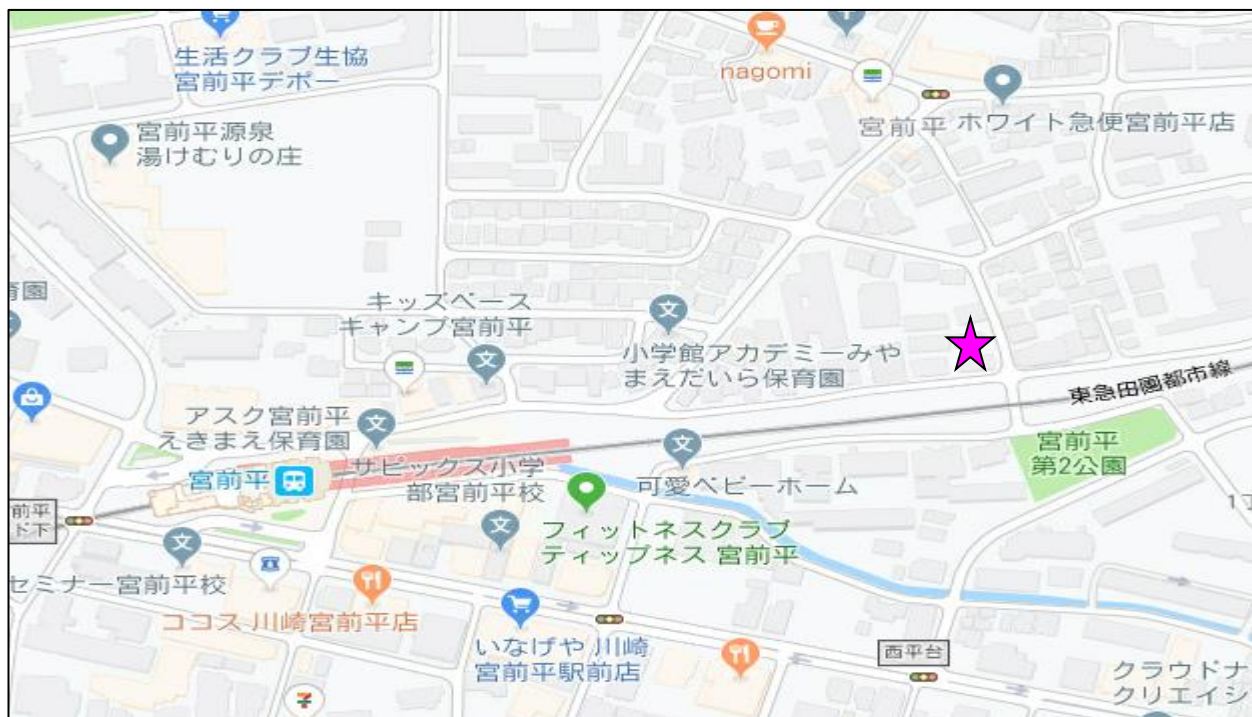 生活クラブ生協
宮前平デポー
nagomi
宮前平
ホワイト急便宮前平店
宮前平源泉
湯けむりの庄
育園
キッズベース
キャンプ宮前平
小学館アカデミーみや
まえだいら保育園
東急田園都市線
アスク宮前平
えきまえ保育園
宮前平
第2公園
宮前平
サピックス小学
部宮前平校
可愛ベビーホーム
前平
ド下
フィットネスクラブ
ティップネス 宮前平
セミナー宮前平校
ココス 川崎宮前平店
いなげや 川崎
宮前平駅前店
西平台
クラウドナ
クリエイシ